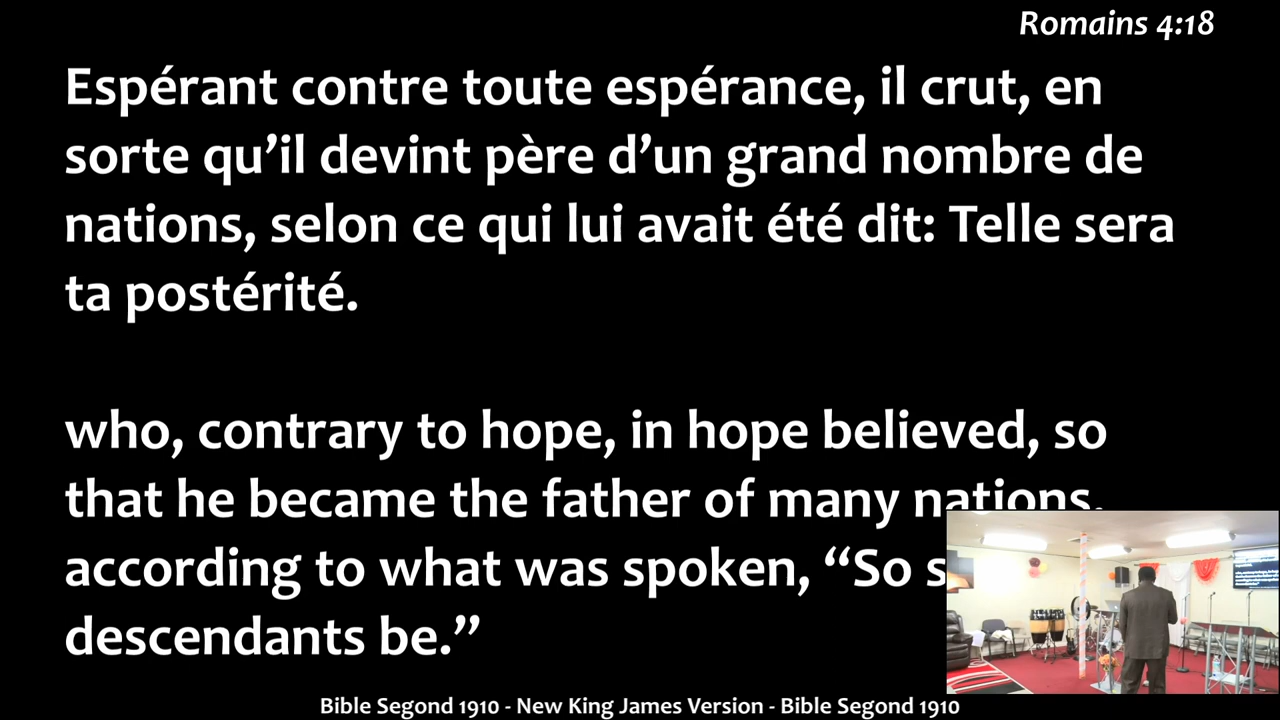 Romains 4:18
Espérant contre toute espérance, il crut, en
sorte qu’il devint père d’un grand nombre de
nations, selon ce qui lui avait été dit: Telle sera
ta postérité.
who, contrary to hope, in hope believed, so
that he became the father of many nations,
according to what was spoken, “So s
descendants be.”
Bible Segond 1910 - New King James Version - Bible Segond 1910